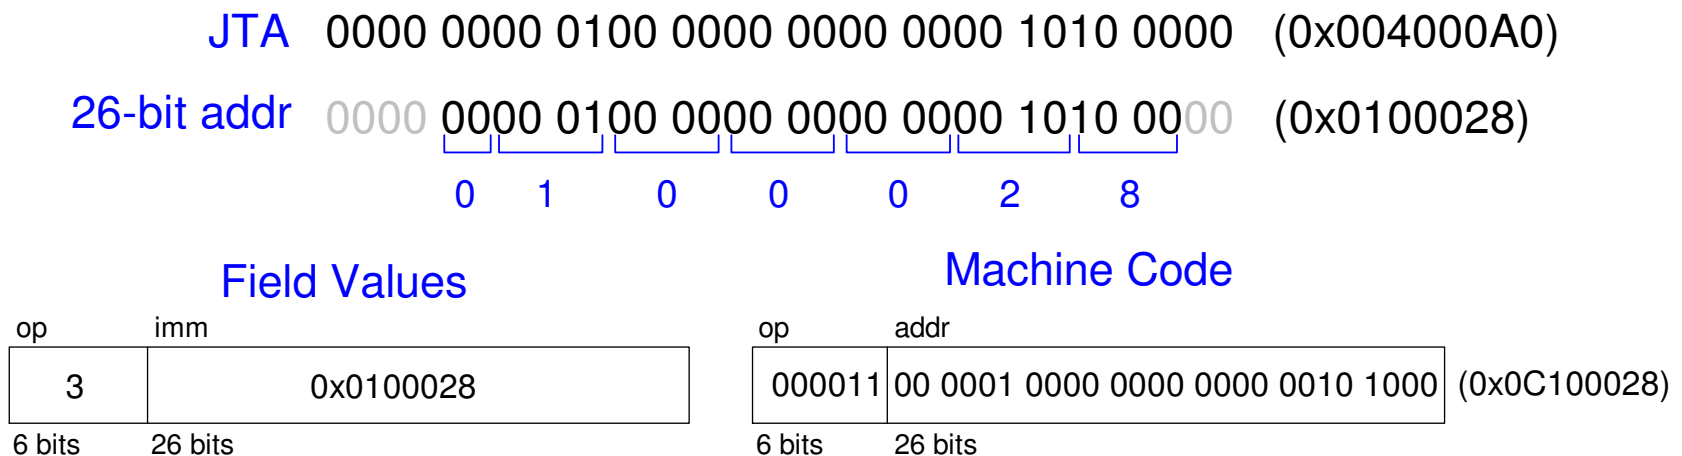 JTA 0000 0000 0100 0000 0000 0000 1010 0000 (0x004000A0)
26-bit addr 0000 0000 0100 0000 0000 0000 1010 0000 (0x0100028)
0 1 0 0 0 2 8
Field Values
Machine Code
op imm
3 0x0100028
6 bits 26 bits
op addr
000011 00 0001 0000 0000 0000 0010 1000 (0x0C100028)
6 bits 26 bits